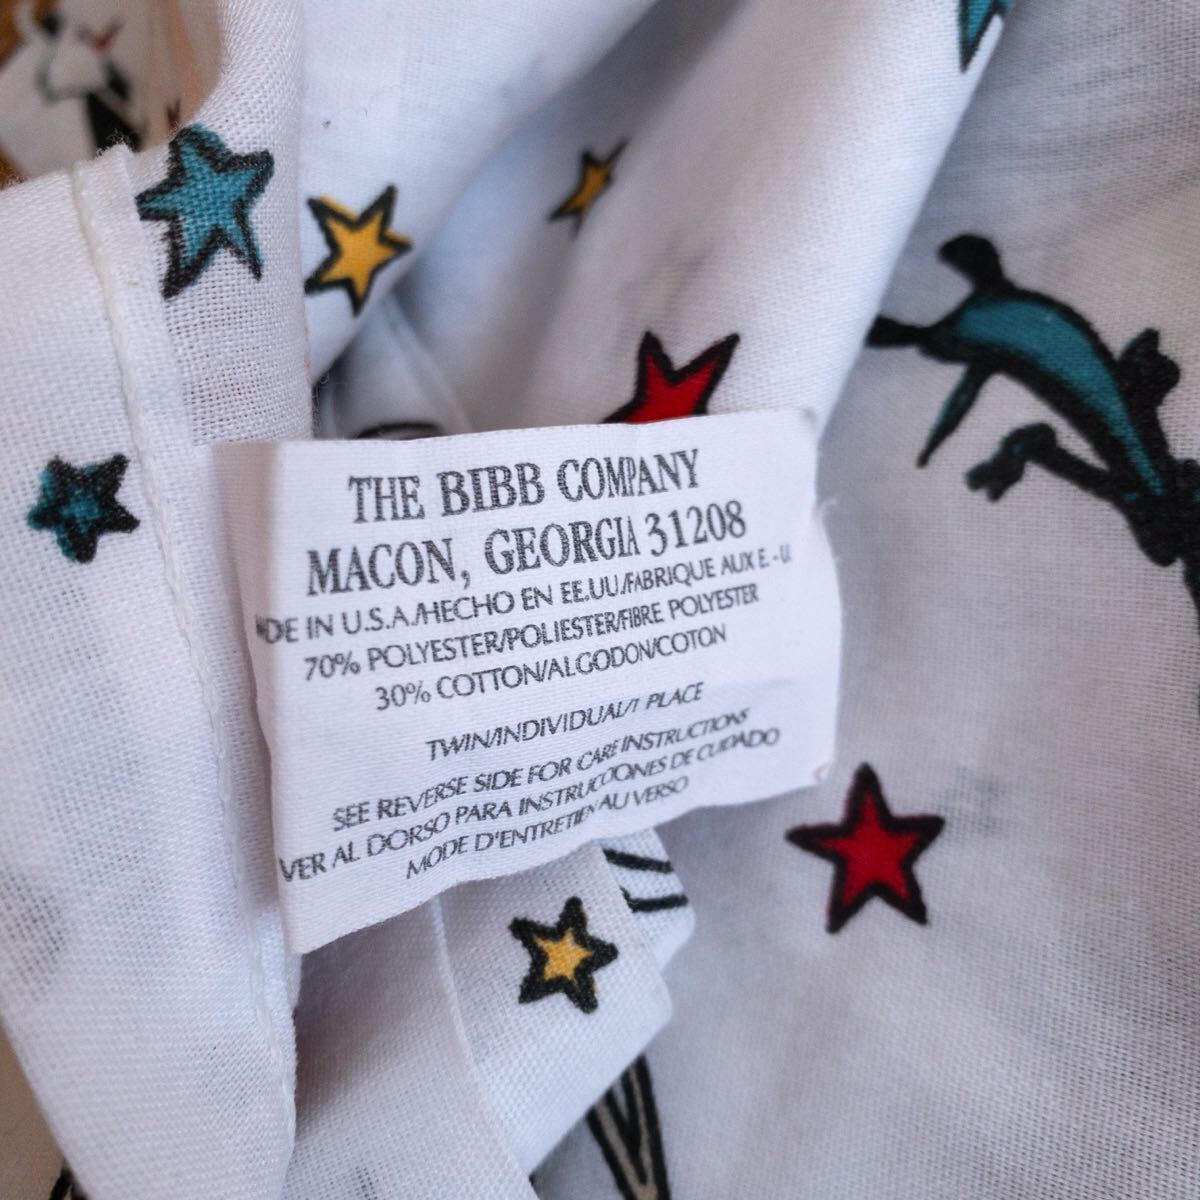 THE BIBB COMPANY
MACON, GEORGIA 31208
DE IN U.S.A./HECHO EN EE.UU./FABRIQUE AUX E.-U
70% POLYESTER/POLIESTER/FIBRE POLYESTER
30% COTTON/ALGODON/COTON
TWIN/INDIVIDUAL/1 PLACE
SEE REVERSE SIDE FOR CARE INSTRUCTIONS
VER AL DORSO PARA INSTRUCCIONES DE CUIDADO
MODE D'ENTRETIEN AU VERSO